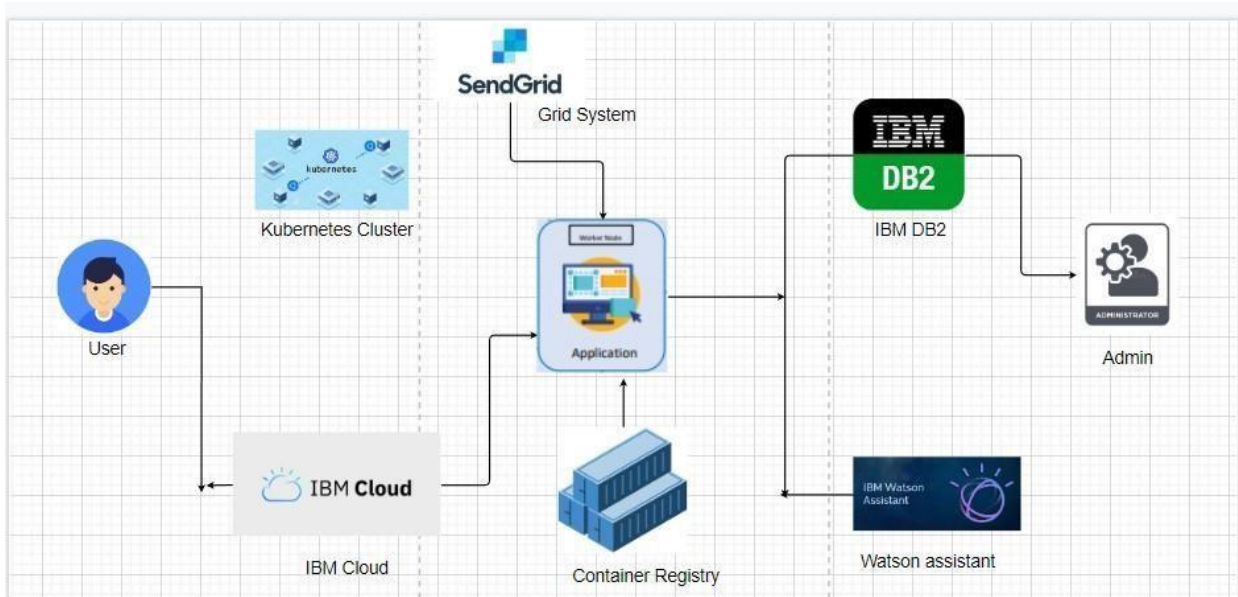 SendGrid
Grid System
kubernetes
Kubernetes Cluster
IBM
DB2
IBM DB2
Worker Node
Application
User
ADMINISTRATOR
Admin
IBM Cloud
IBM Cloud
Container Registry
IBM Watson
Assistant
Watson assistant